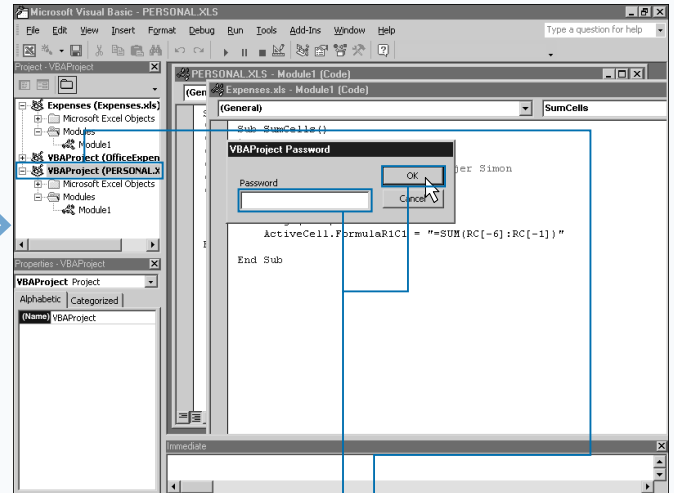 Microsoft Visual Basic - PERSONAL.XLS
File Edit View Insert Format Debug Run Tools Add-Ins Window Help
Type a question for help
Project - VBAProject
Expenses (Expenses.xls)
Microsoft Excel Objects
Modules
Module1
VBAProject (OfficeExpen
VBAProject (PERSONAL.X
Microsoft Excel Objects
Modules
Module1
Properties - VBAProject
VBAProject Project
Alphabetic Categorized
(Name) VBAProject
PERSONAL.XLS - Module1 (Code)
(Gen
Expenses.xls - Module1 (Code)
(General) SumCells
Sub SumCells()
jer Simon
VBAProject Password
Password
OK
Cancel
ActiveCell.FormulaR1C1 = "=SUM(RC[-6]:RC[-1])"
End Sub
Immediate